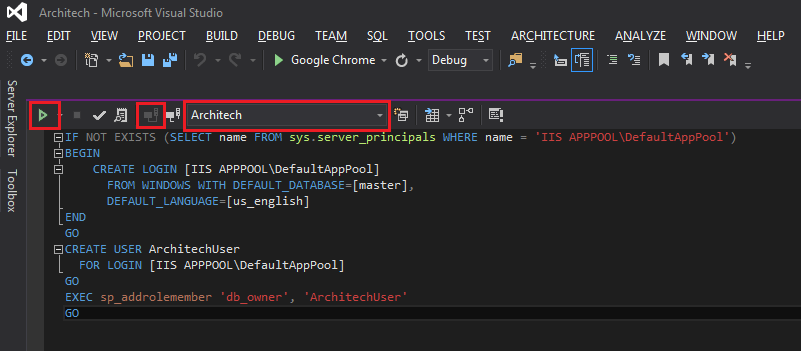 Architech - Microsoft Visual Studio
FILE EDIT VIEW PROJECT BUILD DEBUG TEAM SQL TOOLS TEST ARCHITECTURE ANALYZE WINDOW HELP
Google Chrome Debug
Server Explorer
Toolbox
Architech
IF NOT EXISTS (SELECT name FROM sys.server_principals WHERE name = 'IIS APPPOOL\DefaultAppPool')
BEGIN
CREATE LOGIN [IIS APPPOOL\DefaultAppPool]
FROM WINDOWS WITH DEFAULT_DATABASE=[master],
DEFAULT_LANGUAGE=[us_english]
END
GO
CREATE USER ArchitechUser
FOR LOGIN [IIS APPPOOL\DefaultAppPool]
GO
EXEC sp_addrolemember 'db_owner', 'ArchitechUser'
GO